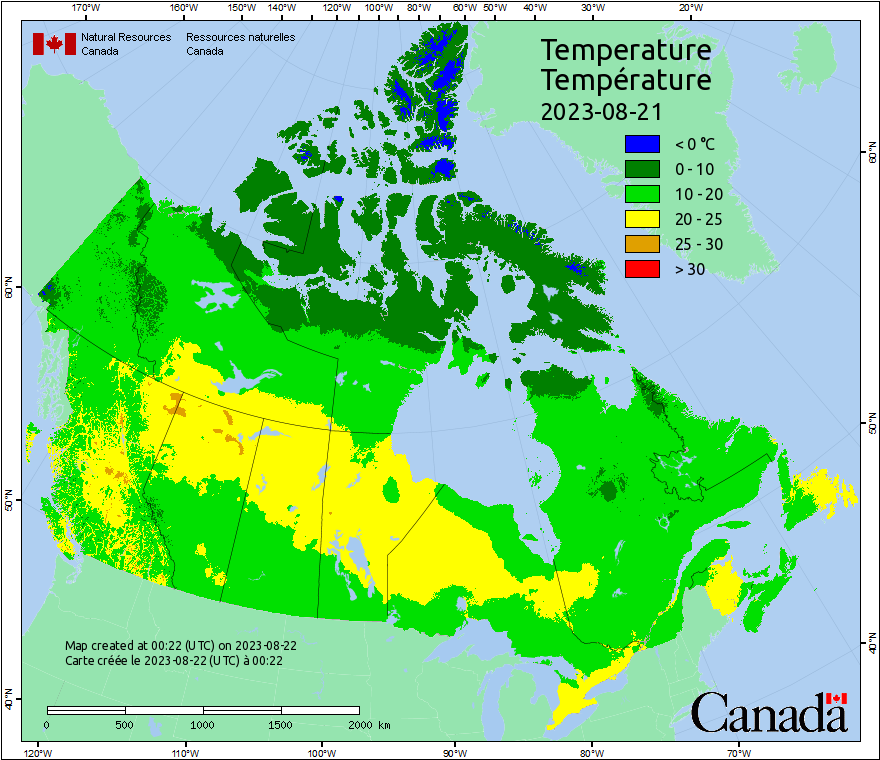 170°W 160°W 150°W 140°W 120°W 100°W 80°W 60°W 50°W 40°W 30°W 20°W
Natural Resources Ressources naturelles
Canada Canada
Temperature
Température
2023-08-21
< 0 °C
0 - 10
10 - 20
20 - 25
25 - 30
> 30
60°N
50°N
40°N
60°N
50°N
40°N
Map created at 00:22 (UTC) on 2023-08-22
Carte créée le 2023-08-22 (UTC) à 00:22
0 500 1000 1500 2000 km
Canada
120°W 110°W 100°W 90°W 80°W 70°W